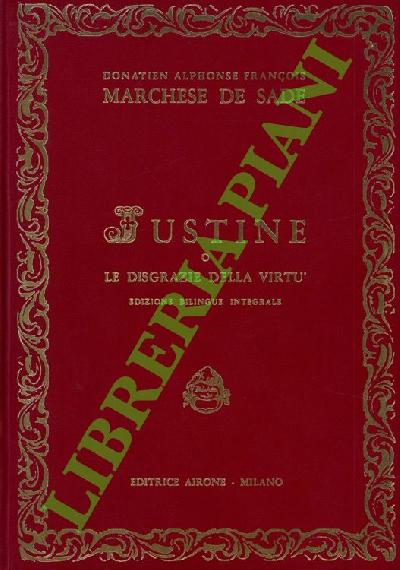 DONATIEN ALPHONSE FRANÇOIS
MARCHESE DE SADE
JUSTINE
O
LE DISGRAZIE DELLA VIRTU'
EDIZIONE BILINGUE INTEGRALE
EDITRICE AIRONE - MILANO
LIBRERIA PIANI